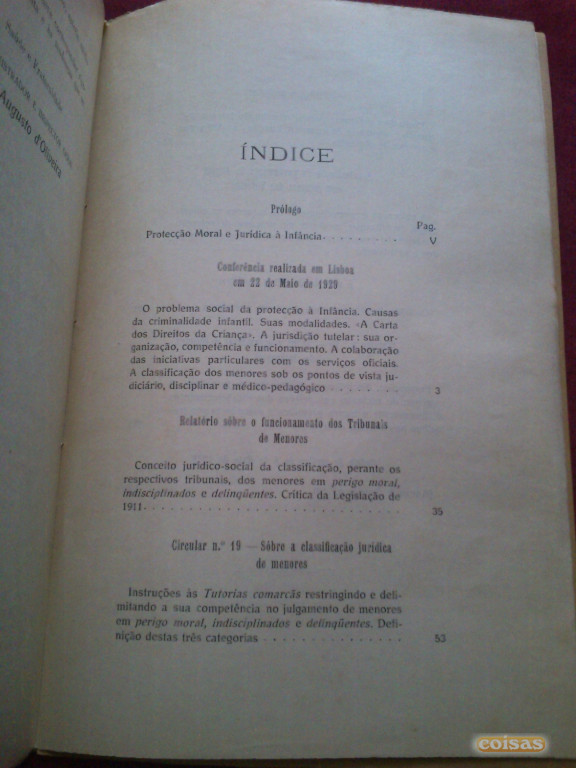 Augusto d'Oliveira
ÍNDICE
Prólogo
Pag.
Protecção Moral e Jurídica à Infância V
Conferência realizada em Lisboa
em 22 de Maio de 1929
O problema social da protecção à Infância. Causas
da criminalidade infantil. Suas modalidades. «A Carta
dos Direitos da Criança». A jurisdição tutelar: sua or-
ganização, competência e funcionamento. A colaboração
das iniciativas particulares com os serviços oficiais.
A classificação dos menores sob os pontos de vista ju-
diciário, disciplinar e médico-pedagógico 3
Relatório sôbre o funcionamento dos Tribunais
de Menores
Conceito jurídico-social da classificação, perante os
respectivos tribunais, dos menores em perigo moral,
indisciplinados e delinqüentes. Crítica da Legislação de
1911 35
Circular n.º 19 — Sôbre a classificação jurídica
de menores
Instruções às Tutorias comarcãs restringindo e deli-
mitando a sua competência no julgamento de menores
em perigo moral, indisciplinados e delinqüentes. Defi-
nição destas três categorias 53
coisas